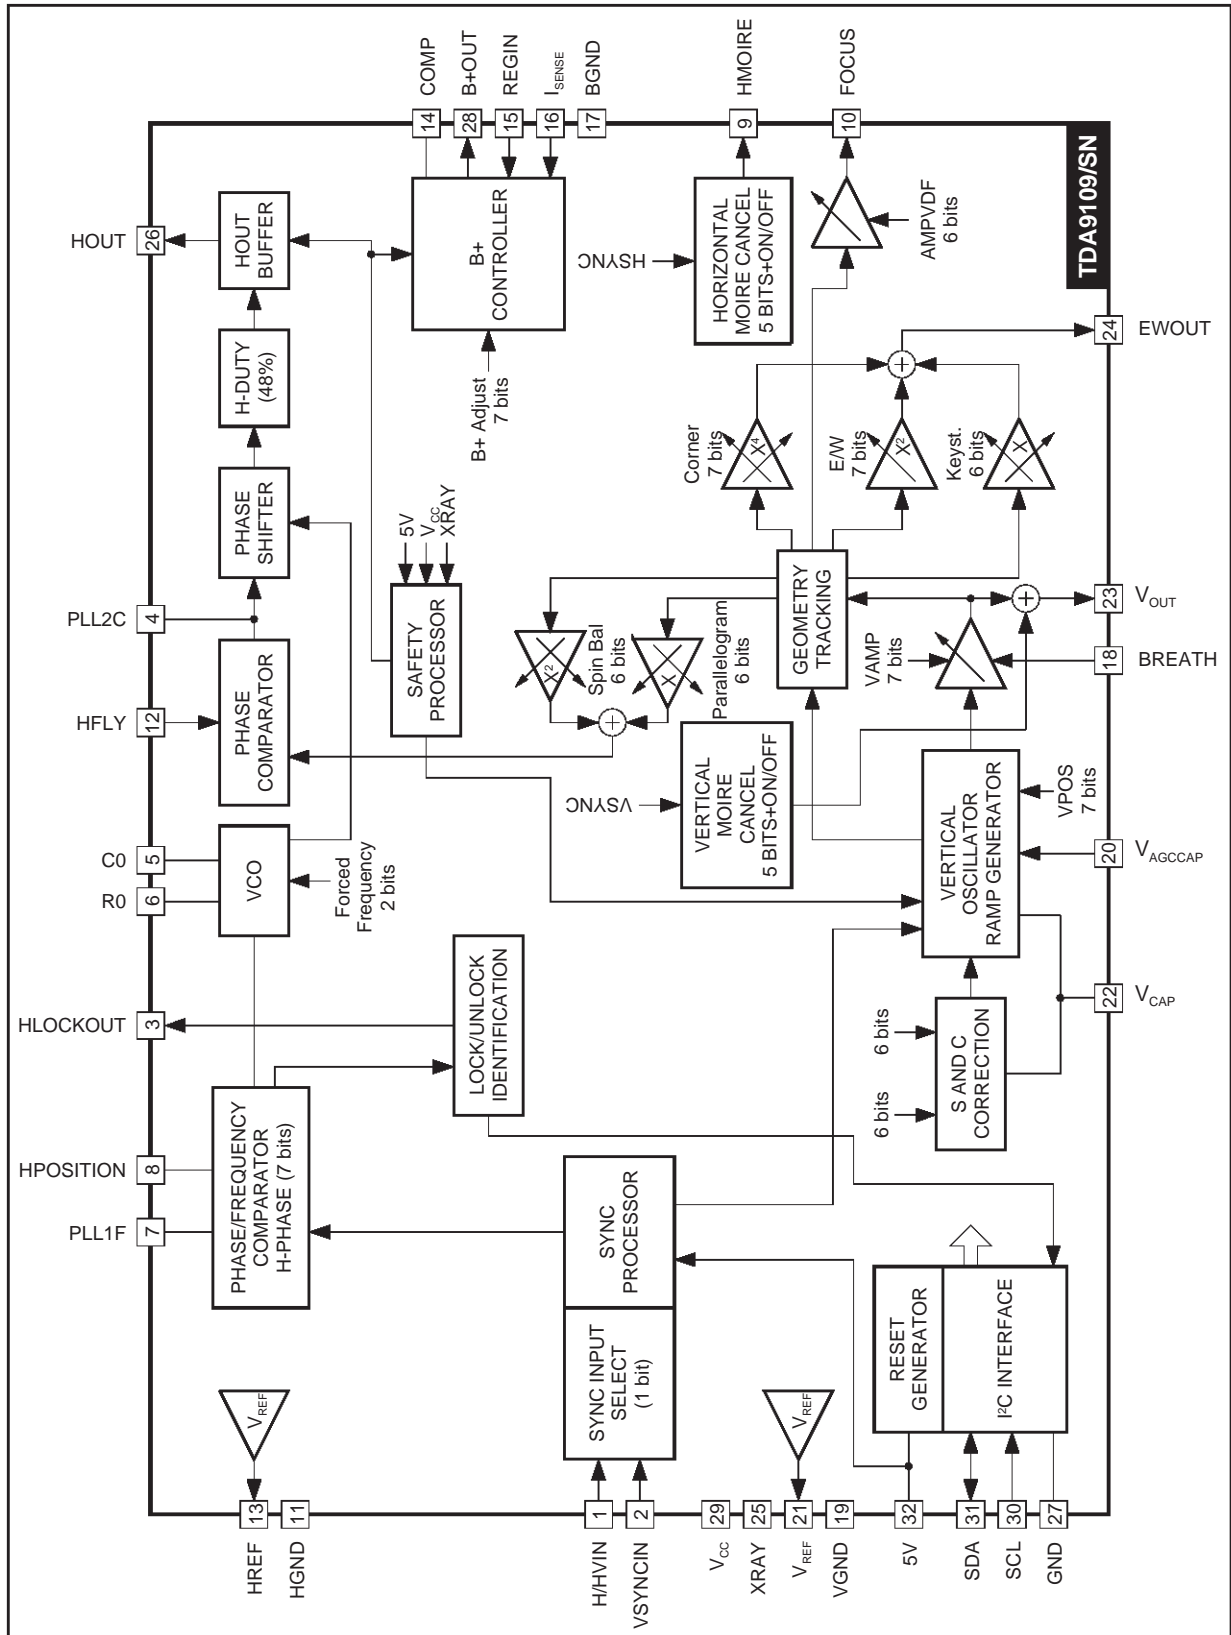 COMP
B+OUT
REGIN
ISENSE
BGND
HMOIRE
FOCUS
14
28
15
16
17
9
10
TDA9109/SN
HOUT
26
HOUT
BUFFER
B+
CONTROLLER
HSYNC
HORIZONTAL
MOIRE CANCEL
5 BITS+ON/OFF
AMPVDF
6 bits
H-DUTY
(48%)
B+ Adjust
7 bits
24
EWOUT
+
Corner
7 bits
X4
E/W
7 bits
X2
Keyst.
6 bits
X
PHASE
SHIFTER
5V
VCC
XRAY
PLL2C
4
SAFETY
PROCESSOR
X2
Spin Bal
6 bits
X
Parallelogram
6 bits
+
GEOMETRY
TRACKING
VAMP
7 bits
+
23
VOUT
18
BREATH
HFLY
12
PHASE
COMPARATOR
VSYNC
VERTICAL
MOIRE
CANCEL
5 BITS+ON/OFF
VERTICAL
OSCILLATOR
RAMP GENERATOR
VPOS
7 bits
20
VAGCCAP
C0
5
R0
6
VCO
Forced
Frequency
2 bits
HLOCKOUT
3
LOCK/UNLOCK
IDENTIFICATION
6 bits
6 bits
S AND C
CORRECTION
22
VCAP
HPOSITION
8
PLL1F
7
PHASE/FREQUENCY
COMPARATOR
H-PHASE (7 bits)
SYNC
PROCESSOR
SYNC INPUT
SELECT
(1 bit)
RESET
GENERATOR
I2C INTERFACE
VREF
VREF
13
11
1
2
29
25
21
19
32
31
30
27
HREF
HGND
H/HVIN
VSYNCIN
VCC
XRAY
VREF
VGND
5V
SDA
SCL
GND